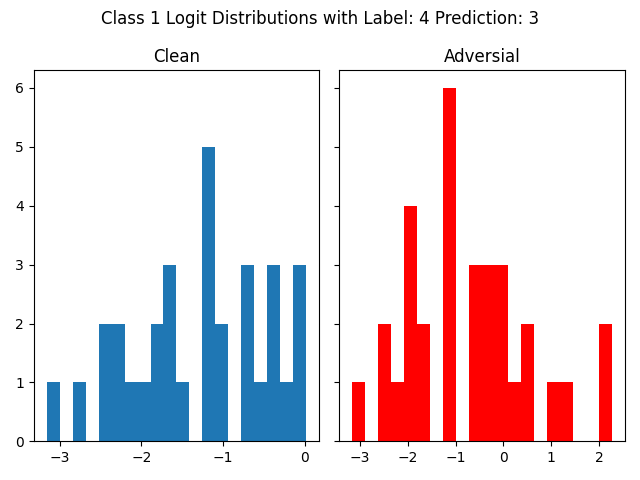 Class 1 Logit Distributions with Label: 4 Prediction: 3
Clean
Adversial
6
5
4
3
2
1
0
−3 −2 −1 0
−3 −2 −1 0 1 2